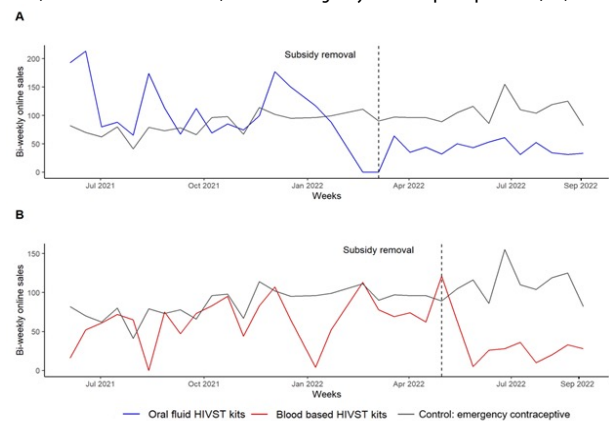 A
Subsidy removal
Bi-weekly online sales
200
150
100
50
0
Jul 2021 Oct 2021 Jan 2022 Apr 2022 Jul 2022 Sep 2022
Weeks
B
Subsidy removal
Bi-weekly online sales
150
100
50
0
Jul 2021 Oct 2021 Jan 2022 Apr 2022 Jul 2022 Sep 2022
Weeks
Oral fluid HIVST kits Blood based HIVST kits Control: emergency contraceptive